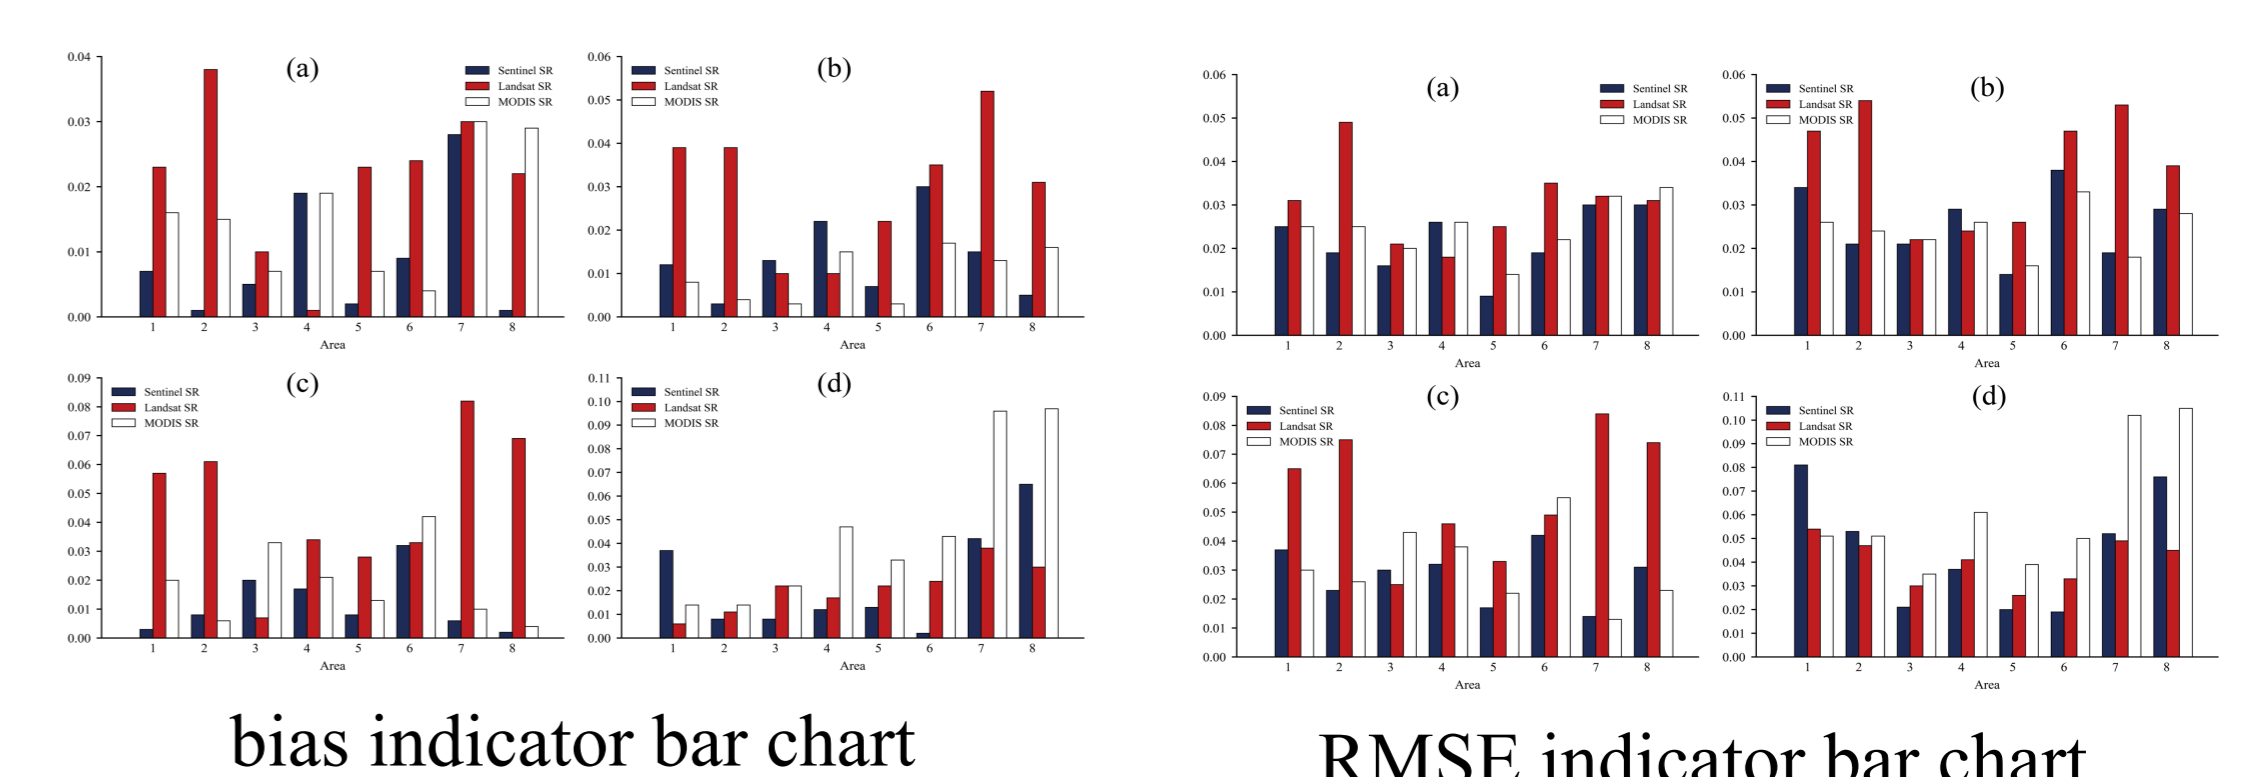 (a)
Sentinel SR
Landsat SR
MODIS SR
0.04
0.03
0.02
0.01
0.00
1 2 3 4 5 6 7 8
Area
(b)
Sentinel SR
Landsat SR
MODIS SR
0.06
0.05
0.04
0.03
0.02
0.01
0.00
1 2 3 4 5 6 7 8
Area
(c)
Sentinel SR
Landsat SR
MODIS SR
0.09
0.08
0.07
0.06
0.05
0.04
0.03
0.02
0.01
0.00
1 2 3 4 5 6 7 8
Area
(d)
Sentinel SR
Landsat SR
MODIS SR
0.11
0.10
0.09
0.08
0.07
0.06
0.05
0.04
0.03
0.02
0.01
0.00
1 2 3 4 5 6 7 8
Area
bias indicator bar chart
(a)
Sentinel SR
Landsat SR
MODIS SR
0.06
0.05
0.04
0.03
0.02
0.01
0.00
1 2 3 4 5 6 7 8
Area
(b)
Sentinel SR
Landsat SR
MODIS SR
0.06
0.05
0.04
0.03
0.02
0.01
0.00
1 2 3 4 5 6 7 8
Area
(c)
Sentinel SR
Landsat SR
MODIS SR
0.09
0.08
0.07
0.06
0.05
0.04
0.03
0.02
0.01
0.00
1 2 3 4 5 6 7 8
Area
(d)
Sentinel SR
Landsat SR
MODIS SR
0.11
0.10
0.09
0.08
0.07
0.06
0.05
0.04
0.03
0.02
0.01
0.00
1 2 3 4 5 6 7 8
Area
RMSE indicator bar chart